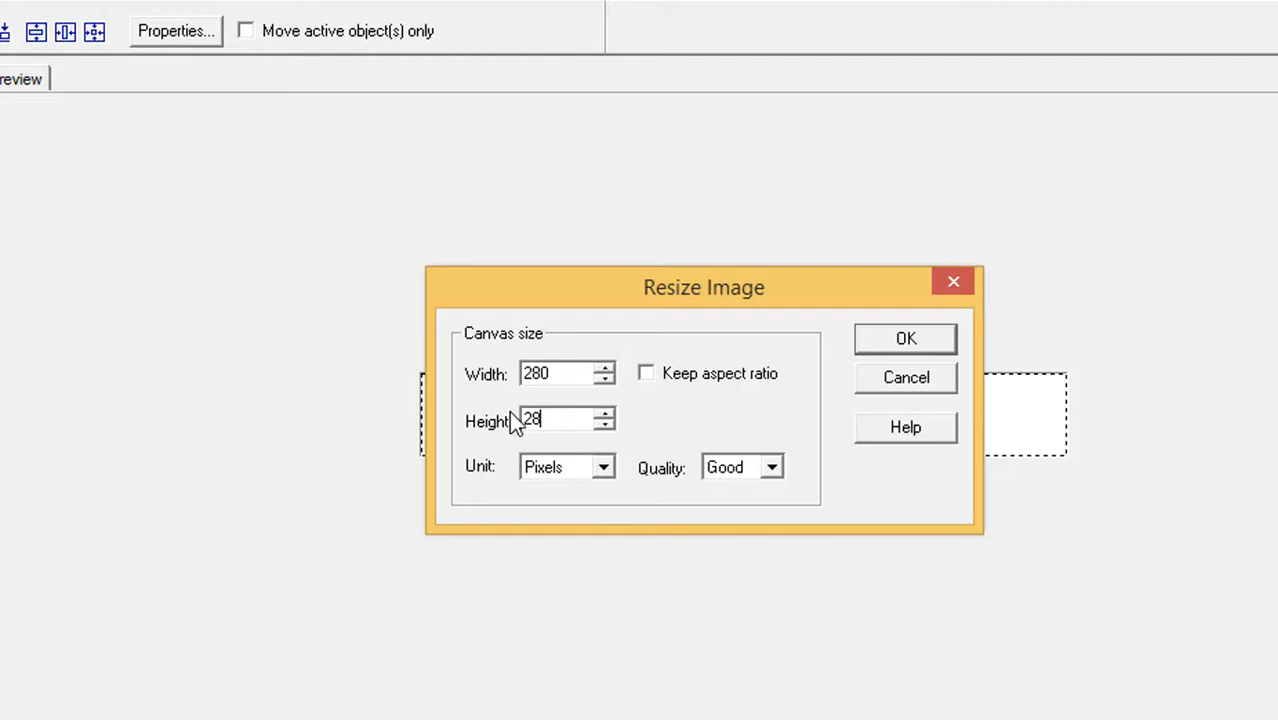 Properties... Move active object(s) only
review
Resize Image
Canvas size
OK
Width: 280 Keep aspect ratio
Cancel
Height: 28
Help
Unit: Pixels Quality: Good